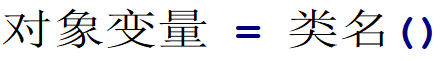 对象变量 = 类名()